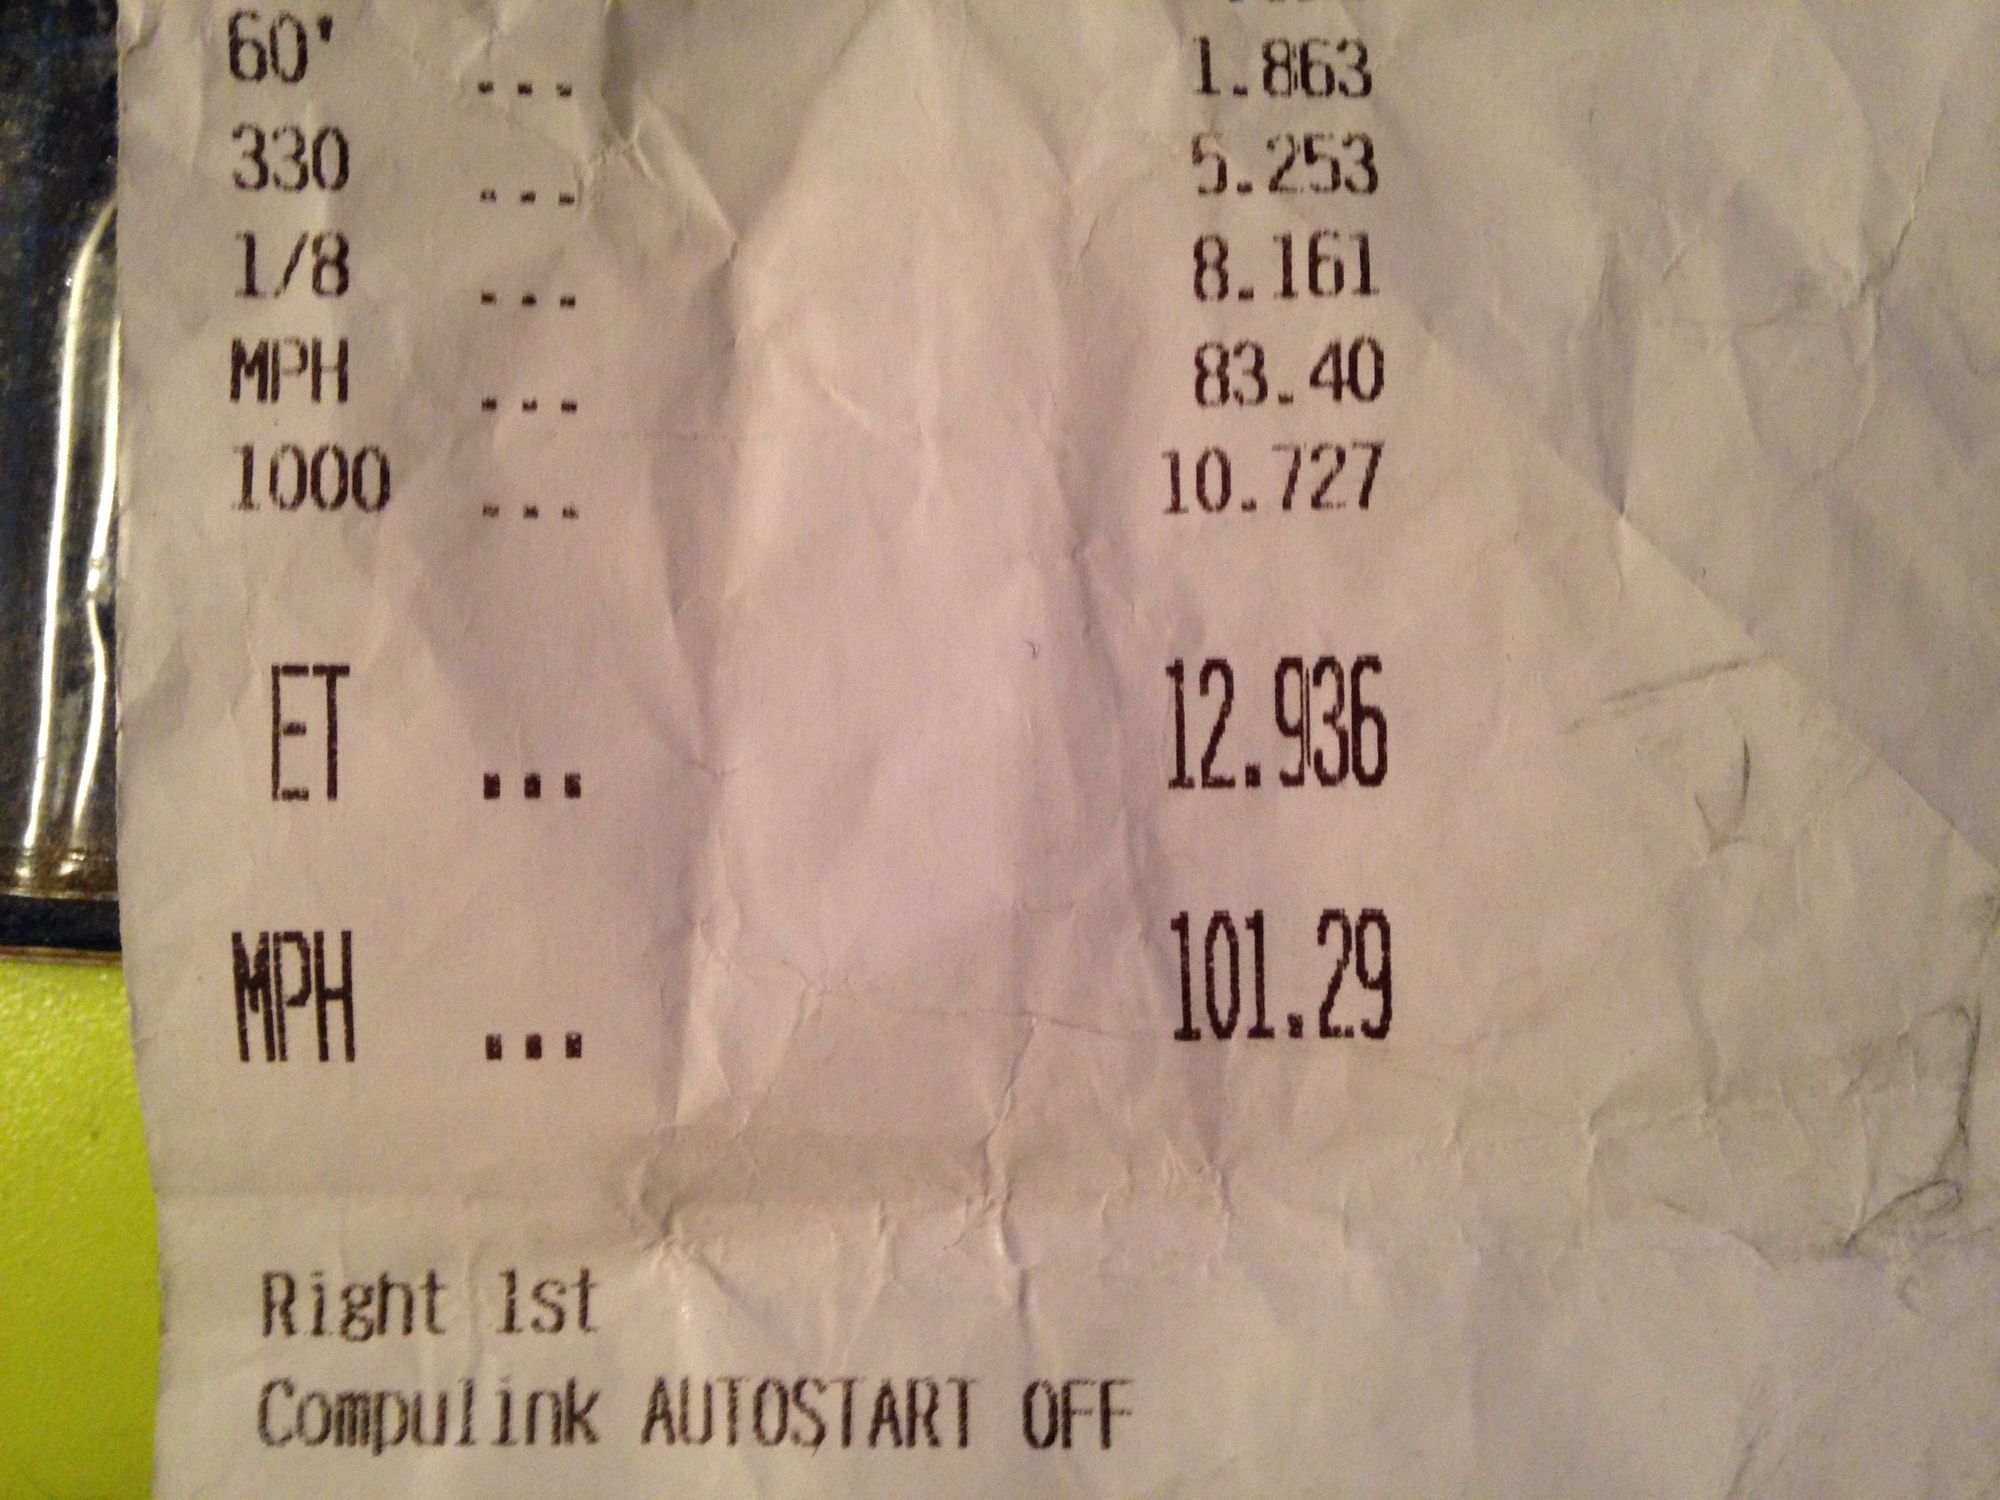 60' ... 1.863
330 ... 5.253
1/8 ... 8.161
MPH ... 83.40
1000 ... 10.727
ET ... 12.936
MPH ... 101.29
Right 1st
Compulink AUTOSTART OFF